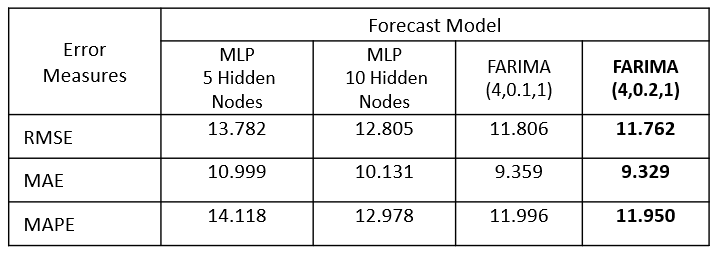 Error
Measures
Forecast Model
MLP
5 Hidden
Nodes
MLP
10 Hidden
Nodes
FARIMA
(4,0.1,1)
FARIMA
(4,0.2,1)
RMSE 13.782 12.805 11.806 11.762
MAE 10.999 10.131 9.359 9.329
MAPE 14.118 12.978 11.996 11.950